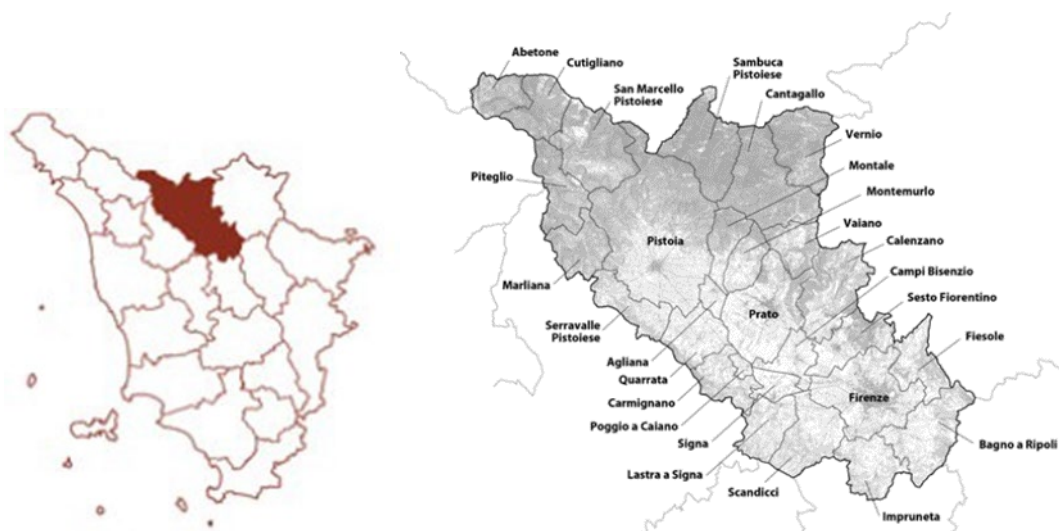 Abetone
Cutigliano
San Marcello
Pistoiese
Sambuca
Pistoiese
Cantagallo
Vernio
Montale
Piteglio
Montemurlo
Vaiano
Pistoia
Calenzano
Campi Bisenzio
Marliana
Sesto Fiorentino
Prato
Serravalle
Pistoiese
Fiesole
Agliana
Quarrata
Carmignano
Firenze
Poggio a Caiano
Signa
Bagno a Ripoli
Lastra a Signa
Scandicci
Impruneta